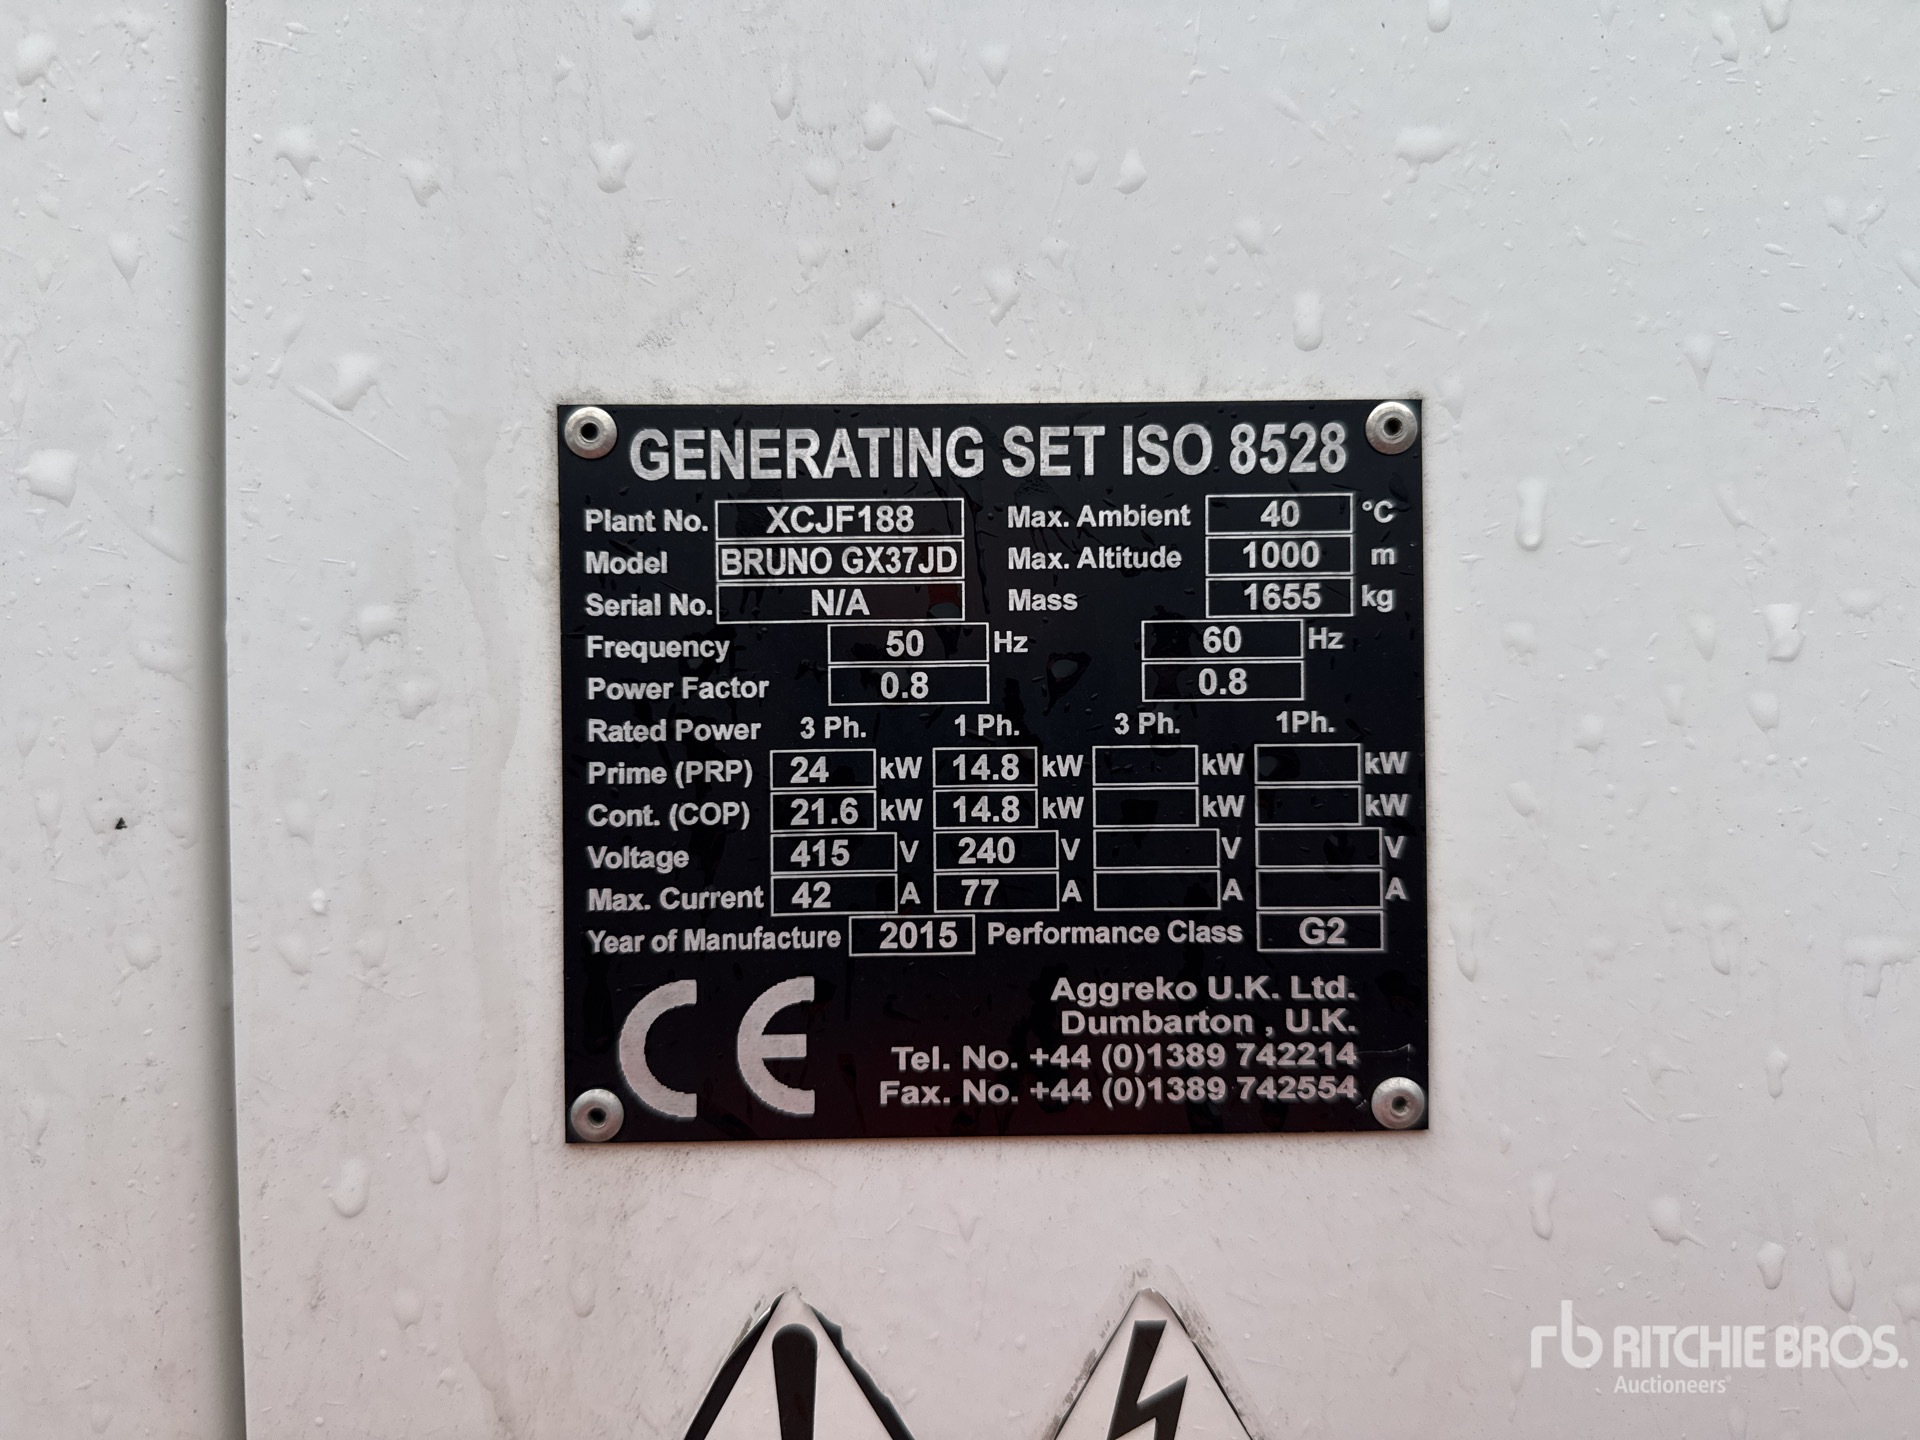 GENERATING SET ISO 8528
Plant No. XCJF188 Max. Ambient 40 °C
Model BRUNO GX37JD Max. Altitude 1000 m
Serial No. N/A Mass 1655 kg
Frequency 50 Hz 60 Hz
Power Factor 0.8 0.8
Rated Power 3 Ph. 1 Ph. 3 Ph. 1Ph.
Prime (PRP) 24 kW 14.8 kW kW kW
Cont. (COP) 21.6 kW 14.8 kW kW kW
Voltage 415 V 240 V V V
Max. Current 42 A 77 A A A
Year of Manufacture 2015 Performance Class G2
CE
Aggreko U.K. Ltd.
Dumbarton , U.K.
Tel. No. +44 (0)1389 742214
Fax. No. +44 (0)1389 742554
rb RITCHIE BROS.
Auctioneers